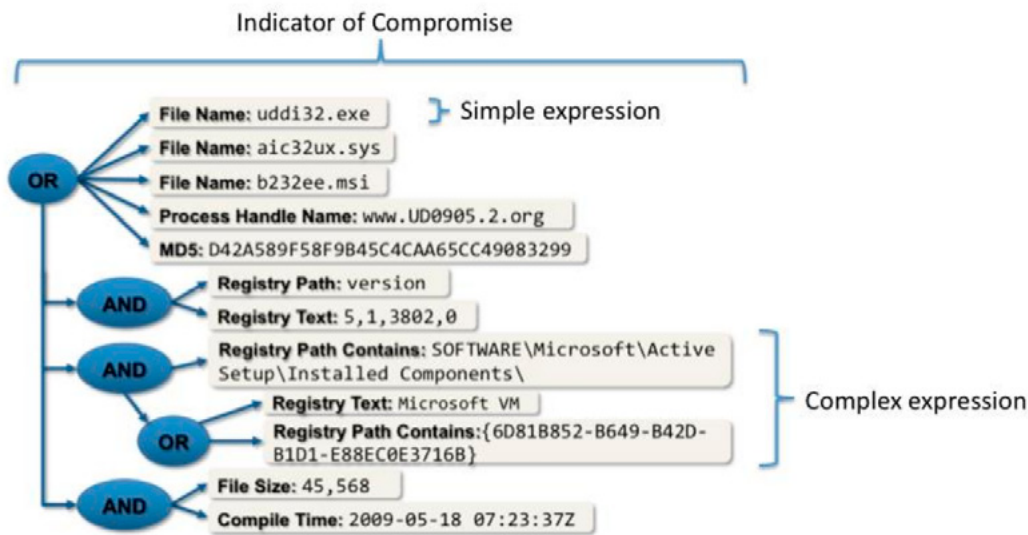 Indicator of Compromise
File Name: uddi32.exe
Simple expression
File Name: aic32ux.sys
OR
File Name: b232ee.msi
Process Handle Name: www.UD0905.2.org
MD5: D42A589F58F9B45C4CAA65CC49083299
AND
Registry Path: version
Registry Text: 5,1,3802,0
AND
Registry Path Contains: SOFTWARE\Microsoft\Active
Setup\Installed Components\
Complex expression
OR
Registry Text: Microsoft VM
Registry Path Contains:{6D81B852-B649-B42D-
B1D1-E88EC0E3716B}
AND
File Size: 45,568
Compile Time: 2009-05-18 07:23:37Z